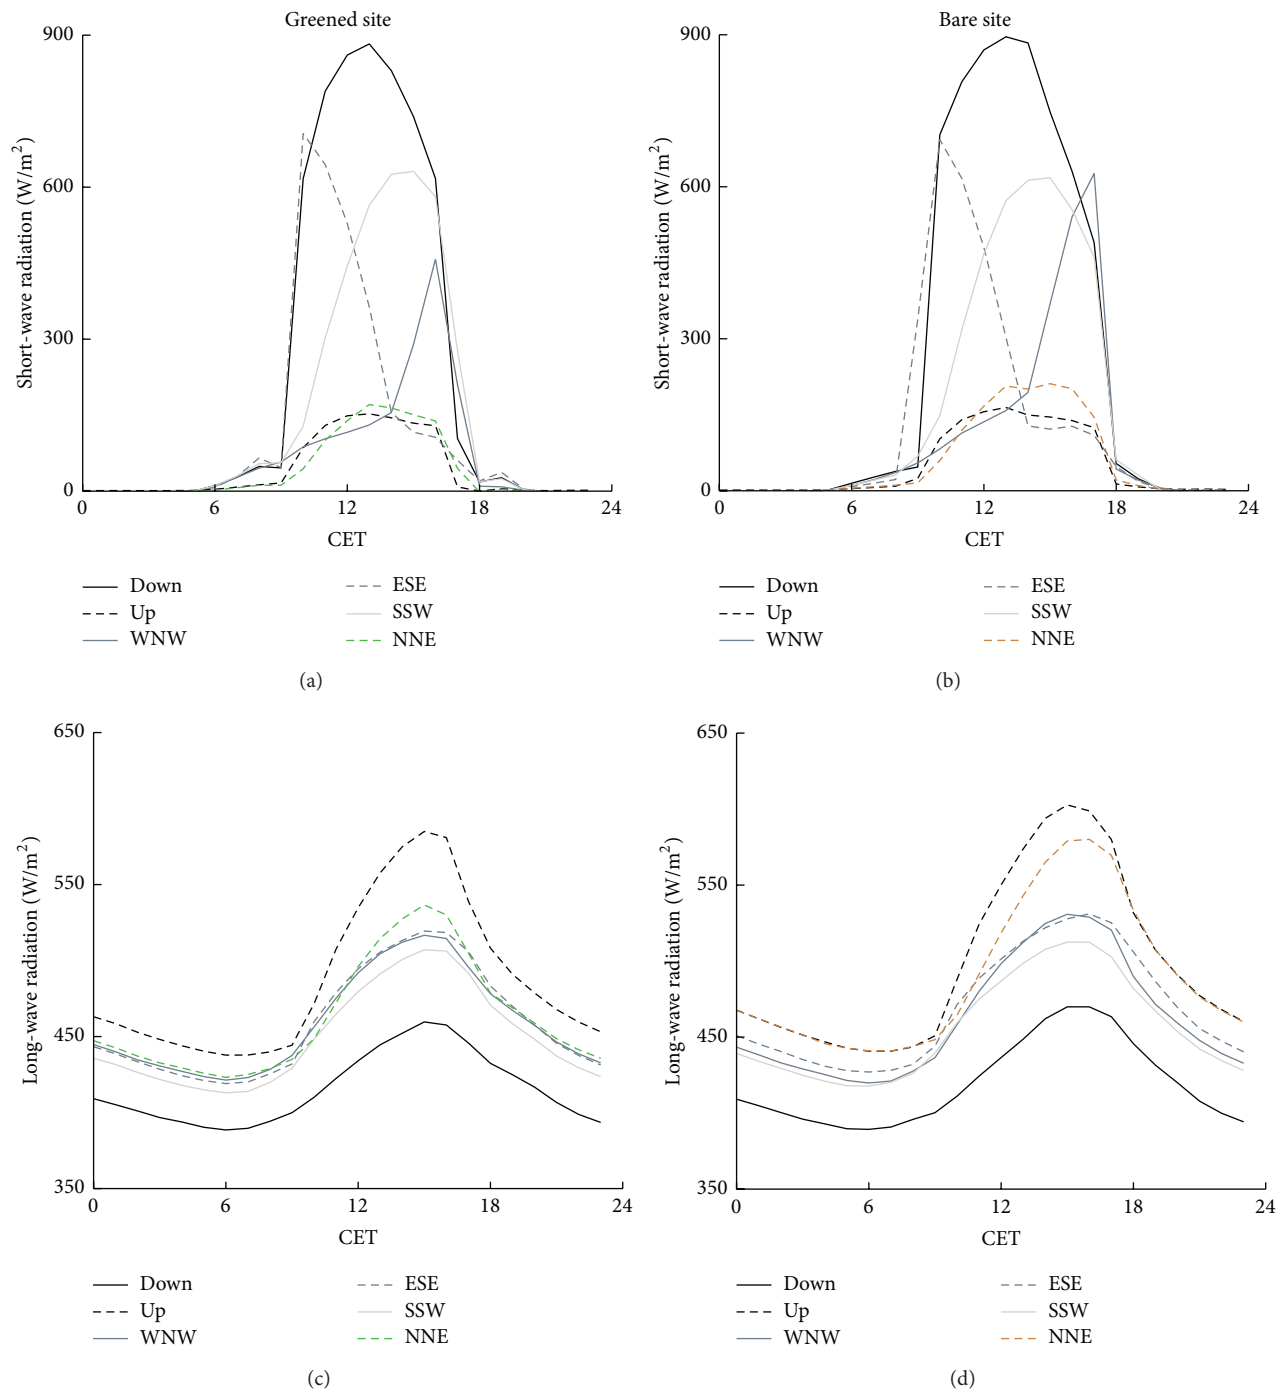 Greened site
Short-wave radiation (W/m²)
900
600
300
0
0 6 12 18 24
CET
Down
Up
WNW
ESE
SSW
NNE
(a)
Bare site
Short-wave radiation (W/m²)
900
600
300
0
0 6 12 18 24
CET
Down
Up
WNW
ESE
SSW
NNE
(b)
Long-wave radiation (W/m²)
650
550
450
350
0 6 12 18 24
CET
Down
Up
WNW
ESE
SSW
NNE
(c)
Long-wave radiation (W/m²)
650
550
450
350
0 6 12 18 24
CET
Down
Up
WNW
ESE
SSW
NNE
(d)